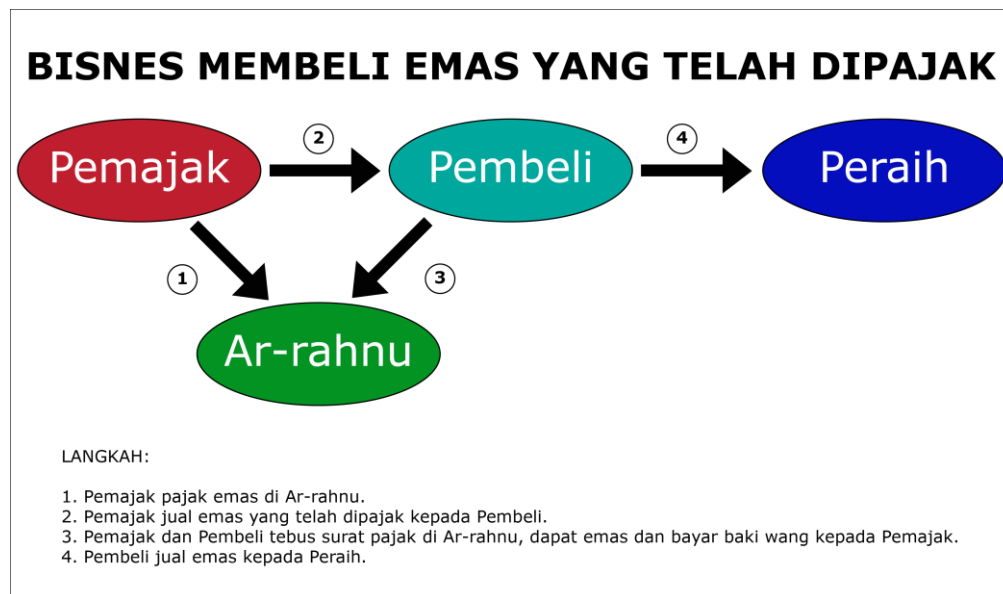 BISNES MEMBELI EMAS YANG TELAH DIPAJAK
Pemajak
2
Pembeli
4
Peraih
1
3
Ar-rahnu
LANGKAH:
1. Pemajak pajak emas di Ar-rahnu.
2. Pemajak jual emas yang telah dipajak kepada Pembeli.
3. Pemajak dan Pembeli tebus surat pajak di Ar-rahnu, dapat emas dan bayar baki wang kepada Pemajak.
4. Pembeli jual emas kepada Peraih.